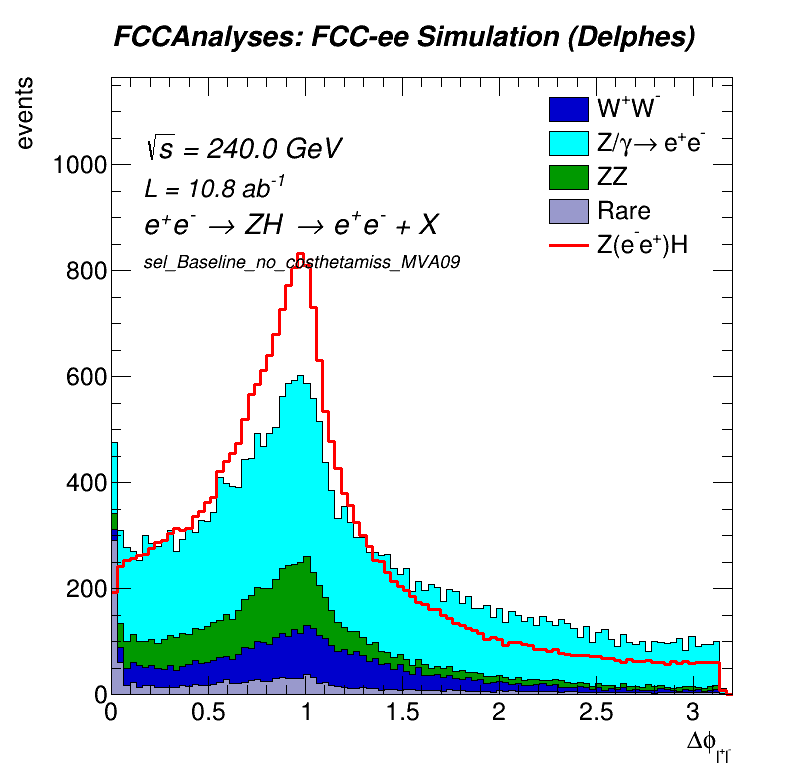 FCCAnalyses: FCC-ee Simulation (Delphes)
events
√s = 240.0 GeV
L = 10.8 ab⁻¹
e⁺e⁻ → ZH → e⁺e⁻ + X
sel_Baseline_no_costhetamiss_MVA09
W⁺W⁻
Z/γ→ e⁺e⁻
ZZ
Rare
Z(e⁻e⁺)H
1000
800
600
400
200
0
0 0.5 1 1.5 2 2.5 3
Δϕ_{l⁺l⁻}